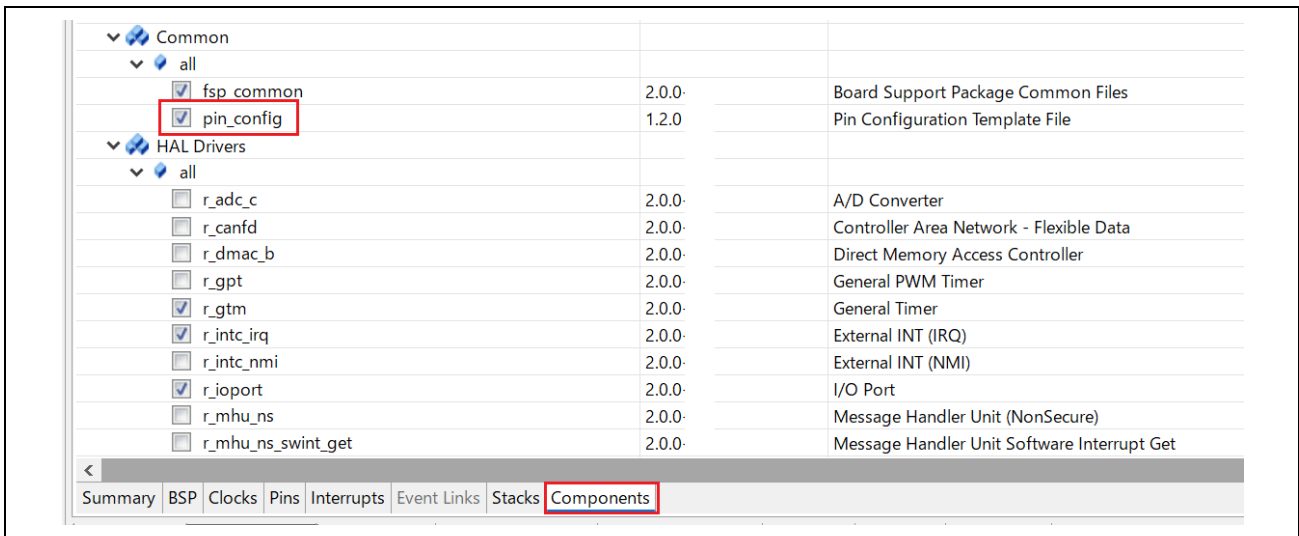 Common
all
fsp_common 2.0.0- Board Support Package Common Files
pin_config 1.2.0 Pin Configuration Template File
HAL Drivers
all
r_adc_c 2.0.0- A/D Converter
r_canfd 2.0.0- Controller Area Network - Flexible Data
r_dmac_b 2.0.0- Direct Memory Access Controller
r_gpt 2.0.0- General PWM Timer
r_gtm 2.0.0- General Timer
r_intc_irq 2.0.0- External INT (IRQ)
r_intc_nmi 2.0.0- External INT (NMI)
r_ioport 2.0.0- I/O Port
r_mhu_ns 2.0.0- Message Handler Unit (NonSecure)
r_mhu_ns_swint_get 2.0.0- Message Handler Unit Software Interrupt Get
Summary BSP Clocks Pins Interrupts Event Links Stacks Components